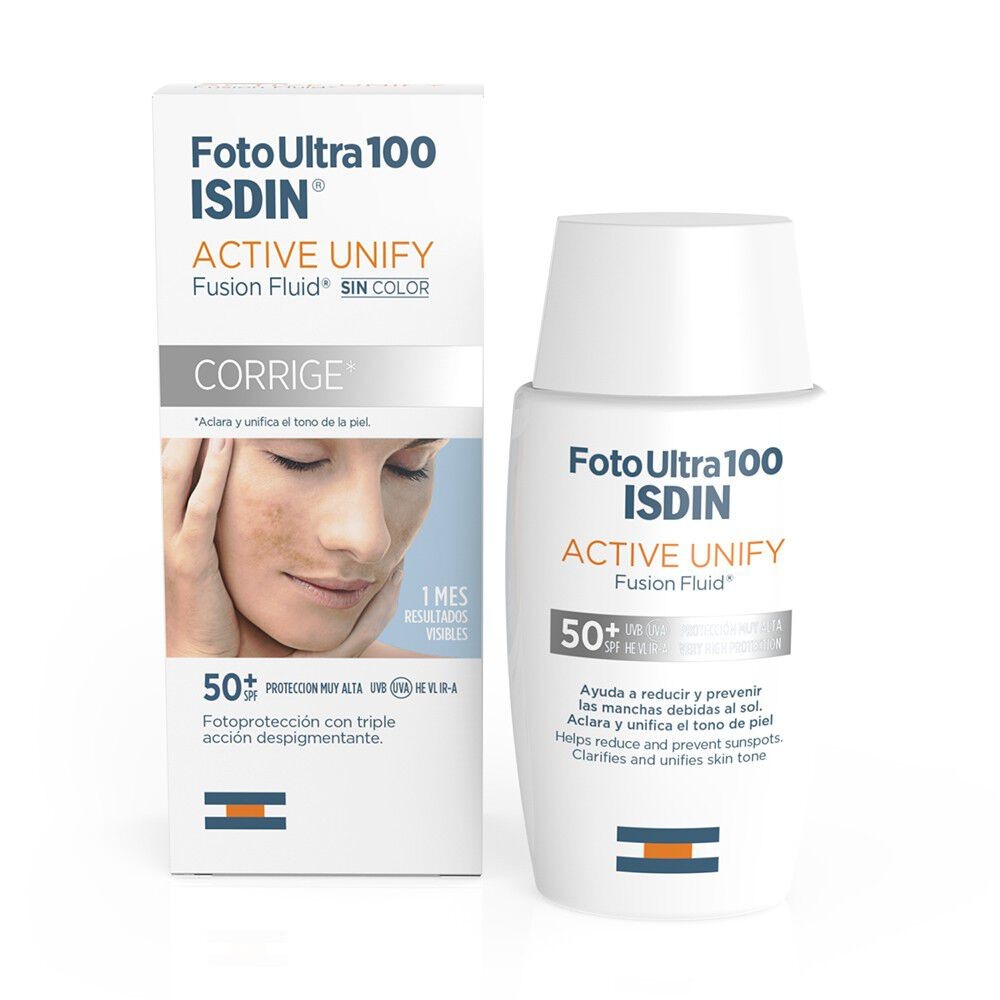 FotoUltra100
ISDIN®
ACTIVE UNIFY
Fusion Fluid® SIN COLOR
CORRIGE*
*Aclara y unifica el tono de la piel.
1 MES
RESULTADOS
VISIBLES
50+ SPF PROTECCION MUY ALTA UVB UVA HE VL IR-A
Fotoprotección con triple
acción despigmentante.
FotoUltra100
ISDIN
ACTIVE UNIFY
Fusion Fluid®
50+ UVB UVA PROTECCIÓN MUY ALTA
SPF HE VL IR-A VERY HIGH PROTECTION
Ayuda a reducir y prevenir
las manchas debidas al sol.
Aclara y unifica el tono de piel
Helps reduce and prevent sunspots.
Clarifies and unifies skin tone